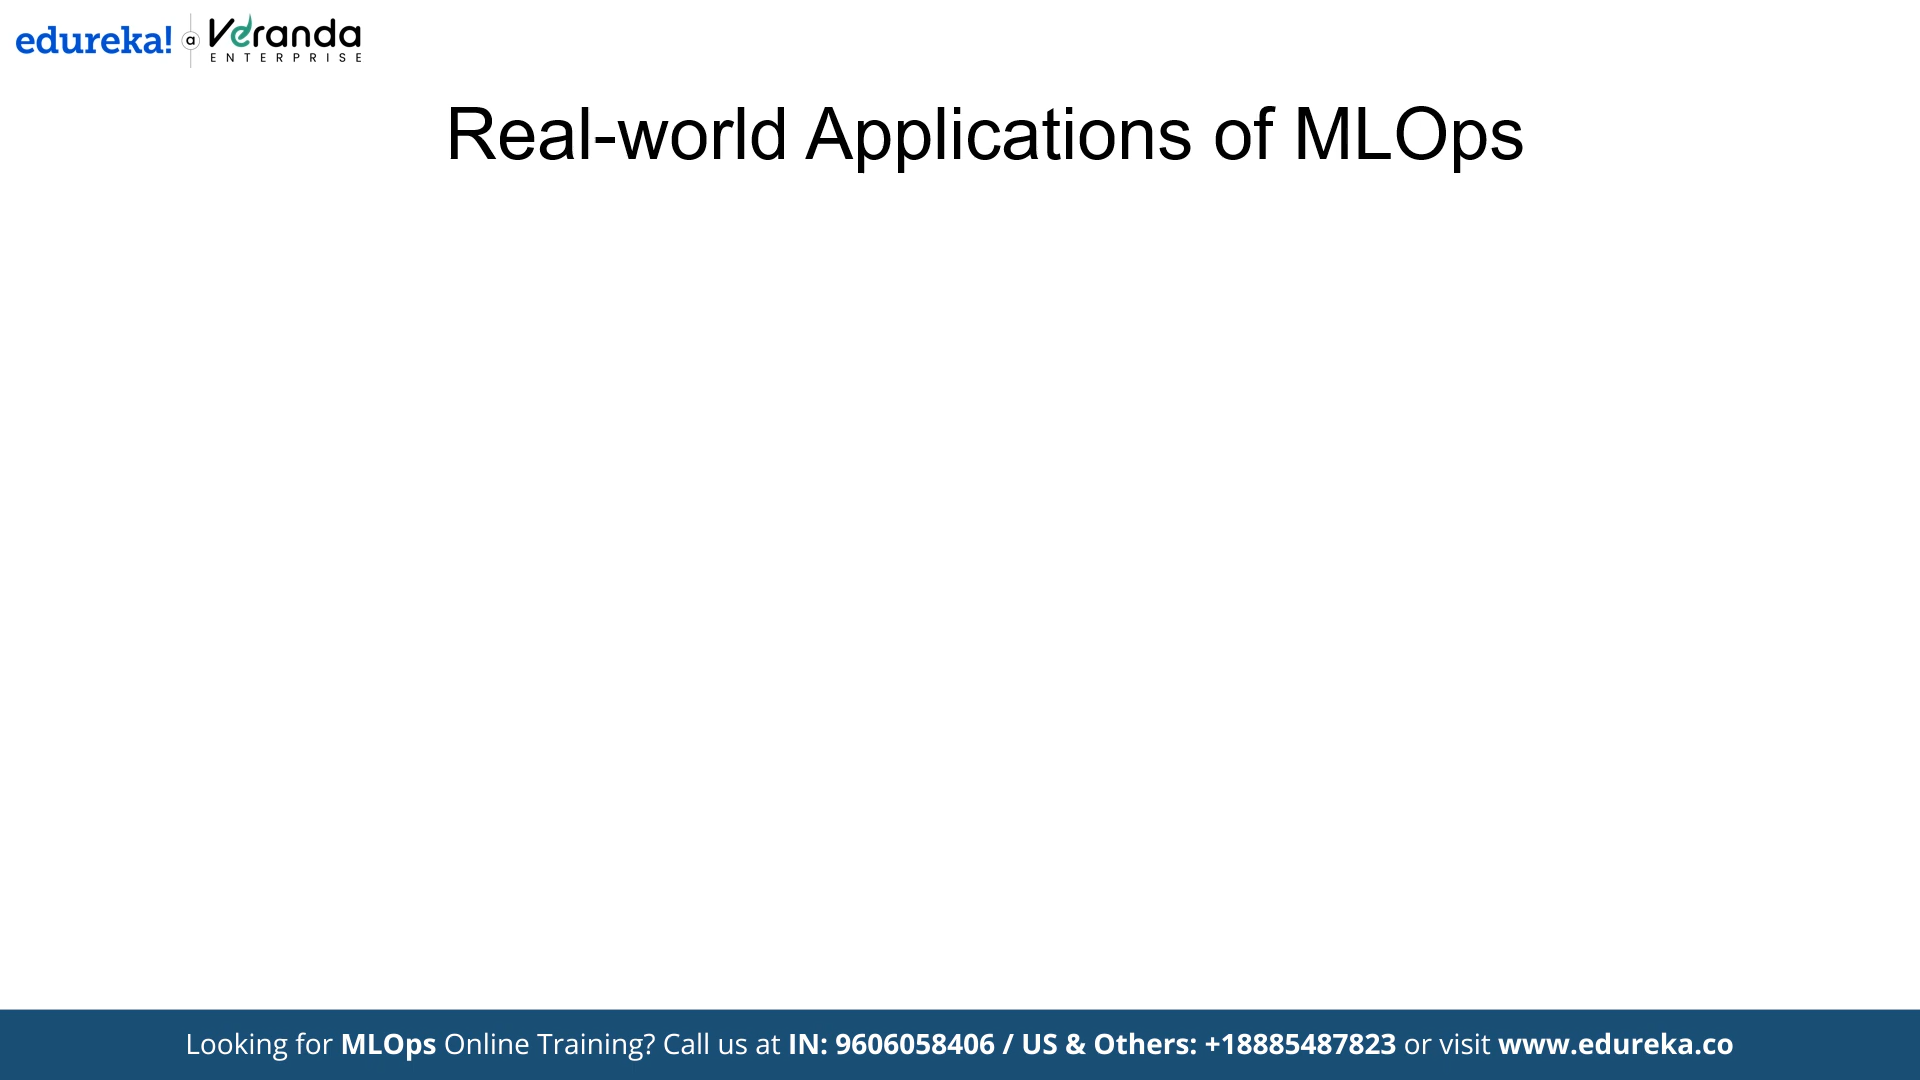 edureka! a Veranda
ENTERPRISE
Real-world Applications of MLOps
Looking for MLOps Online Training? Call us at IN: 9606058406 / US & Others: +18885487823 or visit www.edureka.co